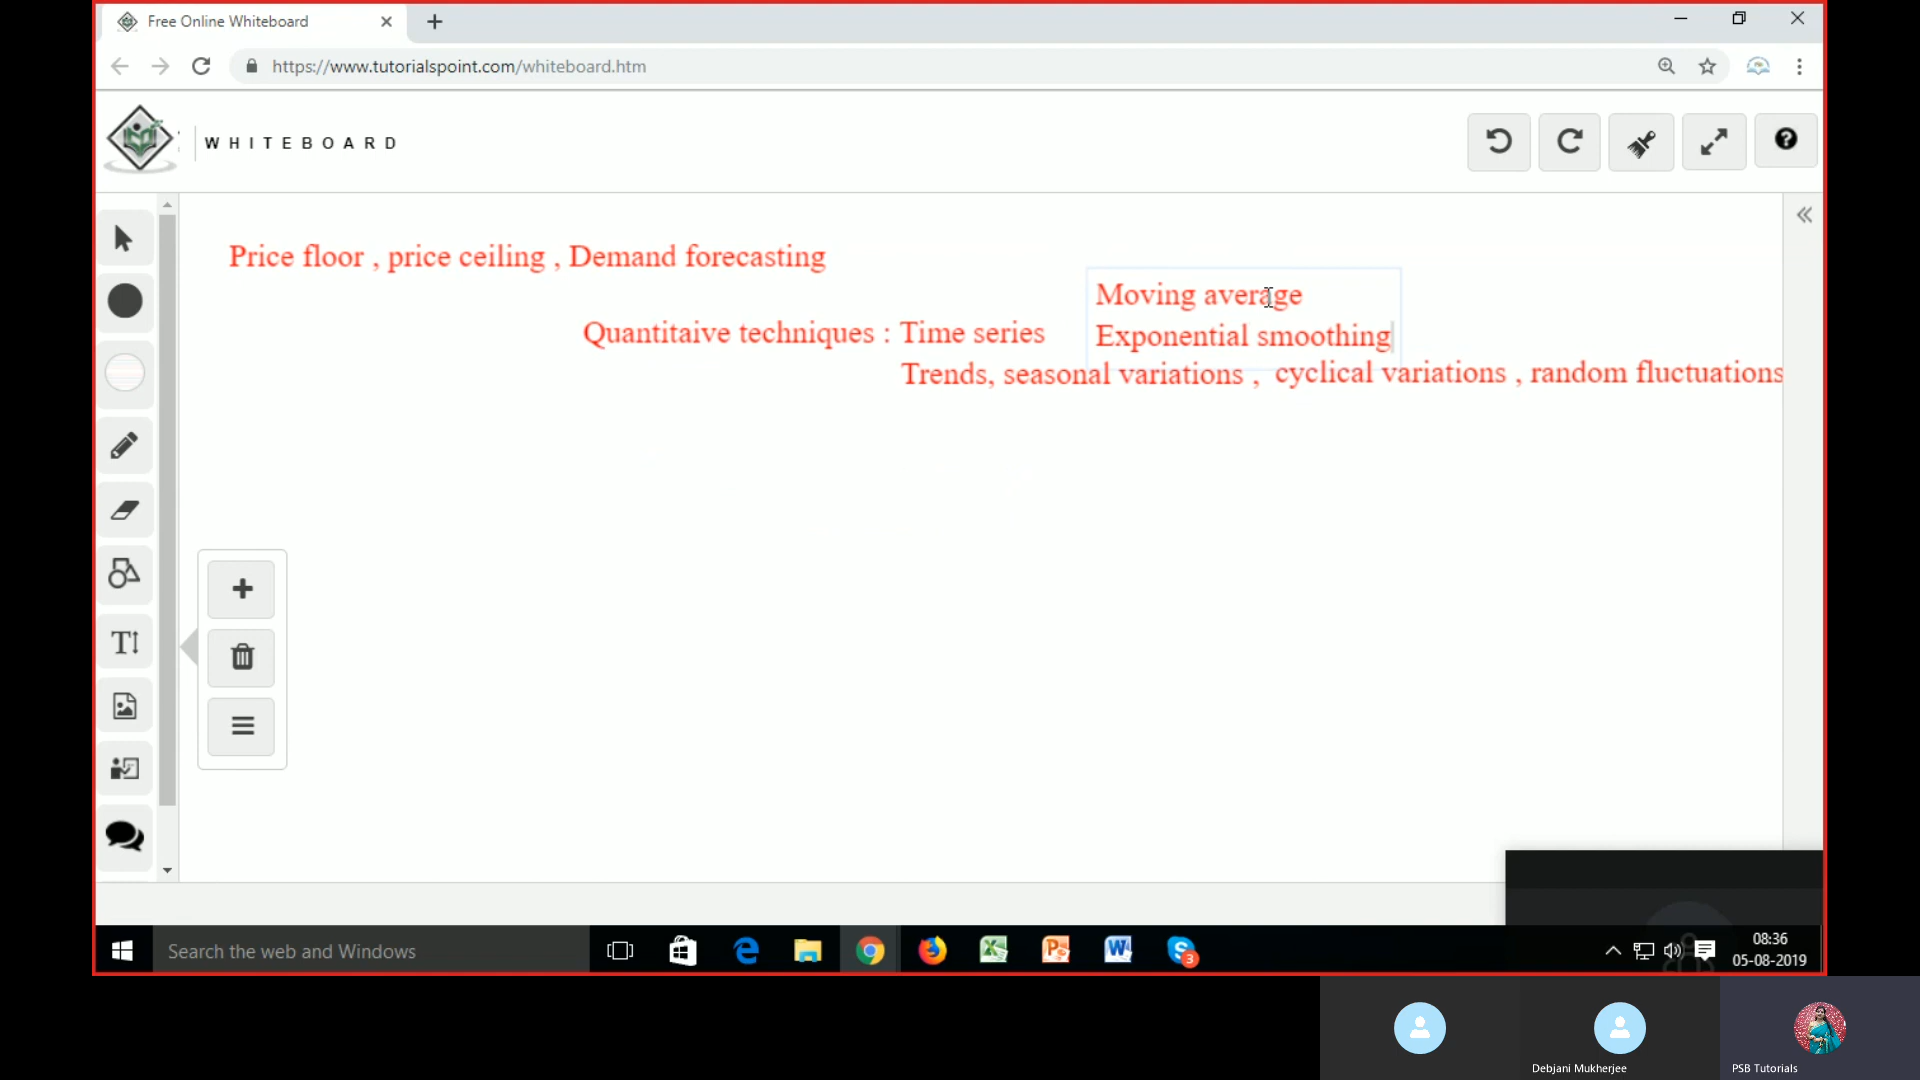 Free Online Whiteboard
https://www.tutorialspoint.com/whiteboard.htm
WHITEBOARD
Price floor , price ceiling , Demand forecasting
Moving average
Quantitaive techniques : Time series
Exponential smoothing
Trends, seasonal variations , cyclical variations , random fluctuations
T
Search the web and Windows
3
08:36
05-08-2019
Debjani Mukherjee
PSB Tutorials